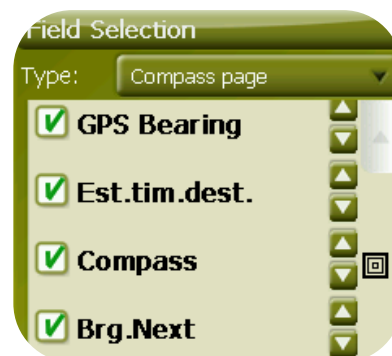 Field Selection
Type: Compass page
GPS Bearing
Est.tim.dest.
Compass
Brg.Next